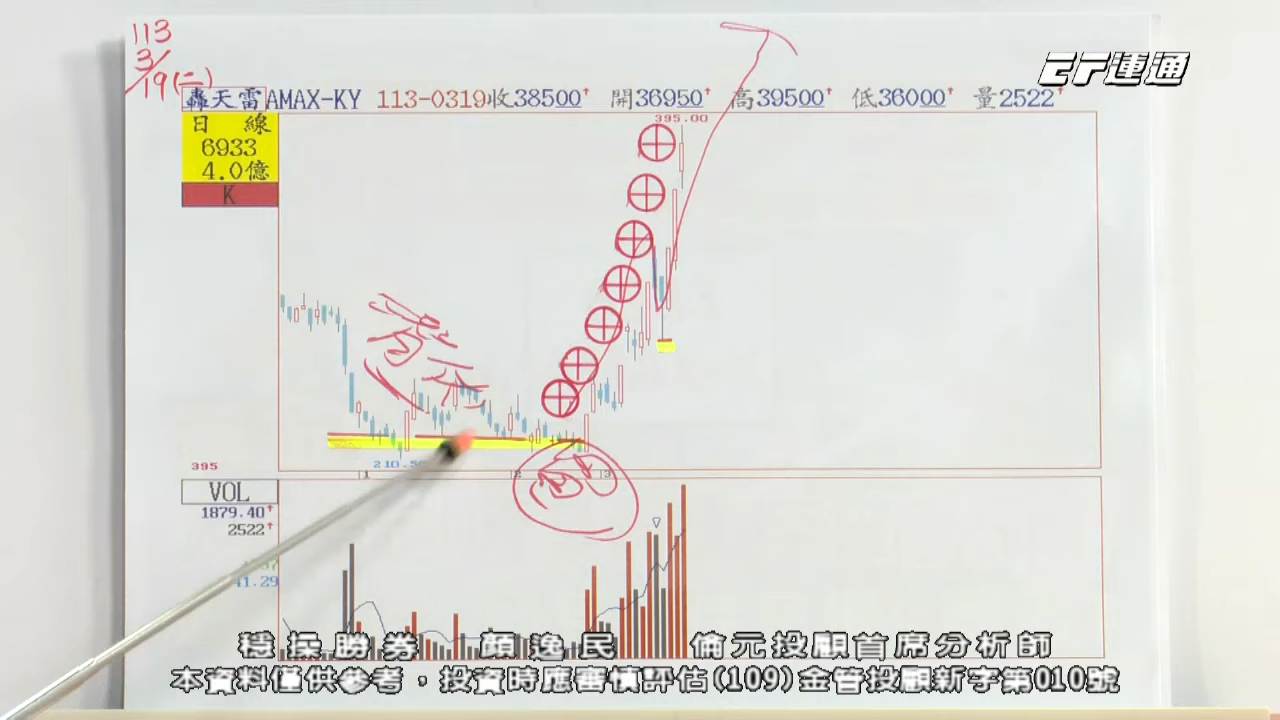 113
3/19(二)
EF運通
轟天雷AMAX-KY 113-0319收38500↑ 開36950↑ 高39500↑ 低36000↑ 量2522↑
日 線
6933
4.0億
K
395.00
395
1 2 3
VOL
1879.40↑
2522↑
41.29
穩操勝券 顏逸民 倫元投顧首席分析師
本資料僅供參考，投資時應審慎評估(109)金管投顧新字第010號